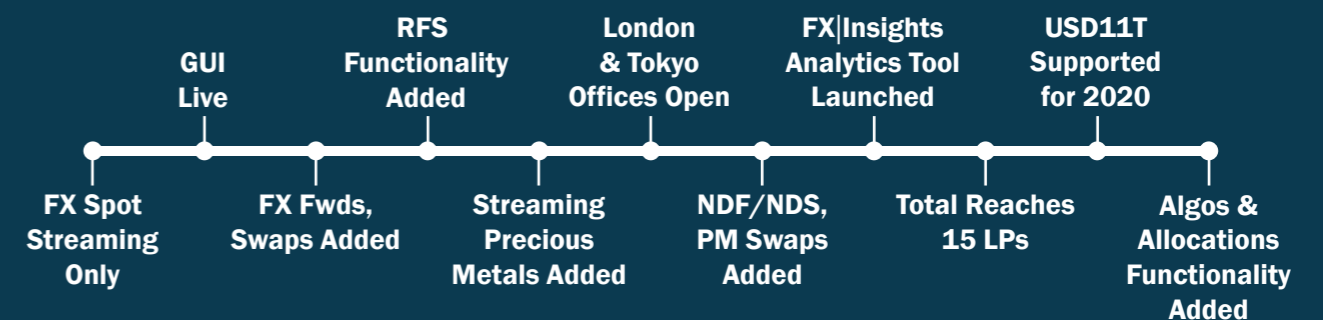 FX Spot
Streaming
Only
GUI
Live
FX Fwds,
Swaps Added
RFS
Functionality
Added
Streaming
Precious
Metals Added
London
& Tokyo
Offices Open
NDF/NDS,
PM Swaps
Added
FX|Insights
Analytics Tool
Launched
Total Reaches
15 LPs
USD11T
Supported
for 2020
Algos &
Allocations
Functionality
Added